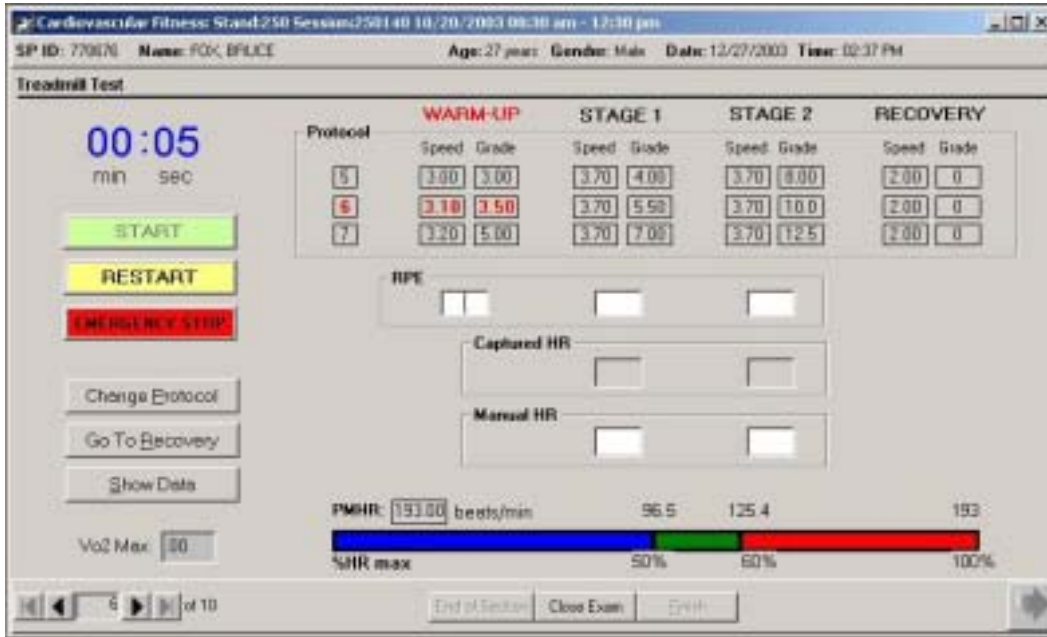 Cardiovascular Fitness: Stand:250 Session:250140 10/20/2003 08:30 am - 12:30 pm
SP ID: 770676 Name: FOX, BRUCE Age: 27 years Gender: Male Date: 12/27/2003 Time: 02:37 PM
Treadmill Test
00:05
min sec
START
RESTART
EMERGENCY STOP
Change Protocol
Go To Recovery
Show Data
Vo2 Max 00
WARM-UP STAGE 1 STAGE 2 RECOVERY
Protocol Speed Grade Speed Grade Speed Grade Speed Grade
5 3.00 3.00 3.70 4.00 3.70 8.00 2.00 0
6 3.10 3.50 3.70 5.50 3.70 10.0 2.00 0
7 3.20 5.00 3.70 7.00 3.70 12.5 2.00 0
RPE
Captured HR
Manual HR
PMHR: 193.00 beats/min 96.5 125.4 193
%HR max 50% 60% 100%
6 of 10 End of Section Close Exam Finish